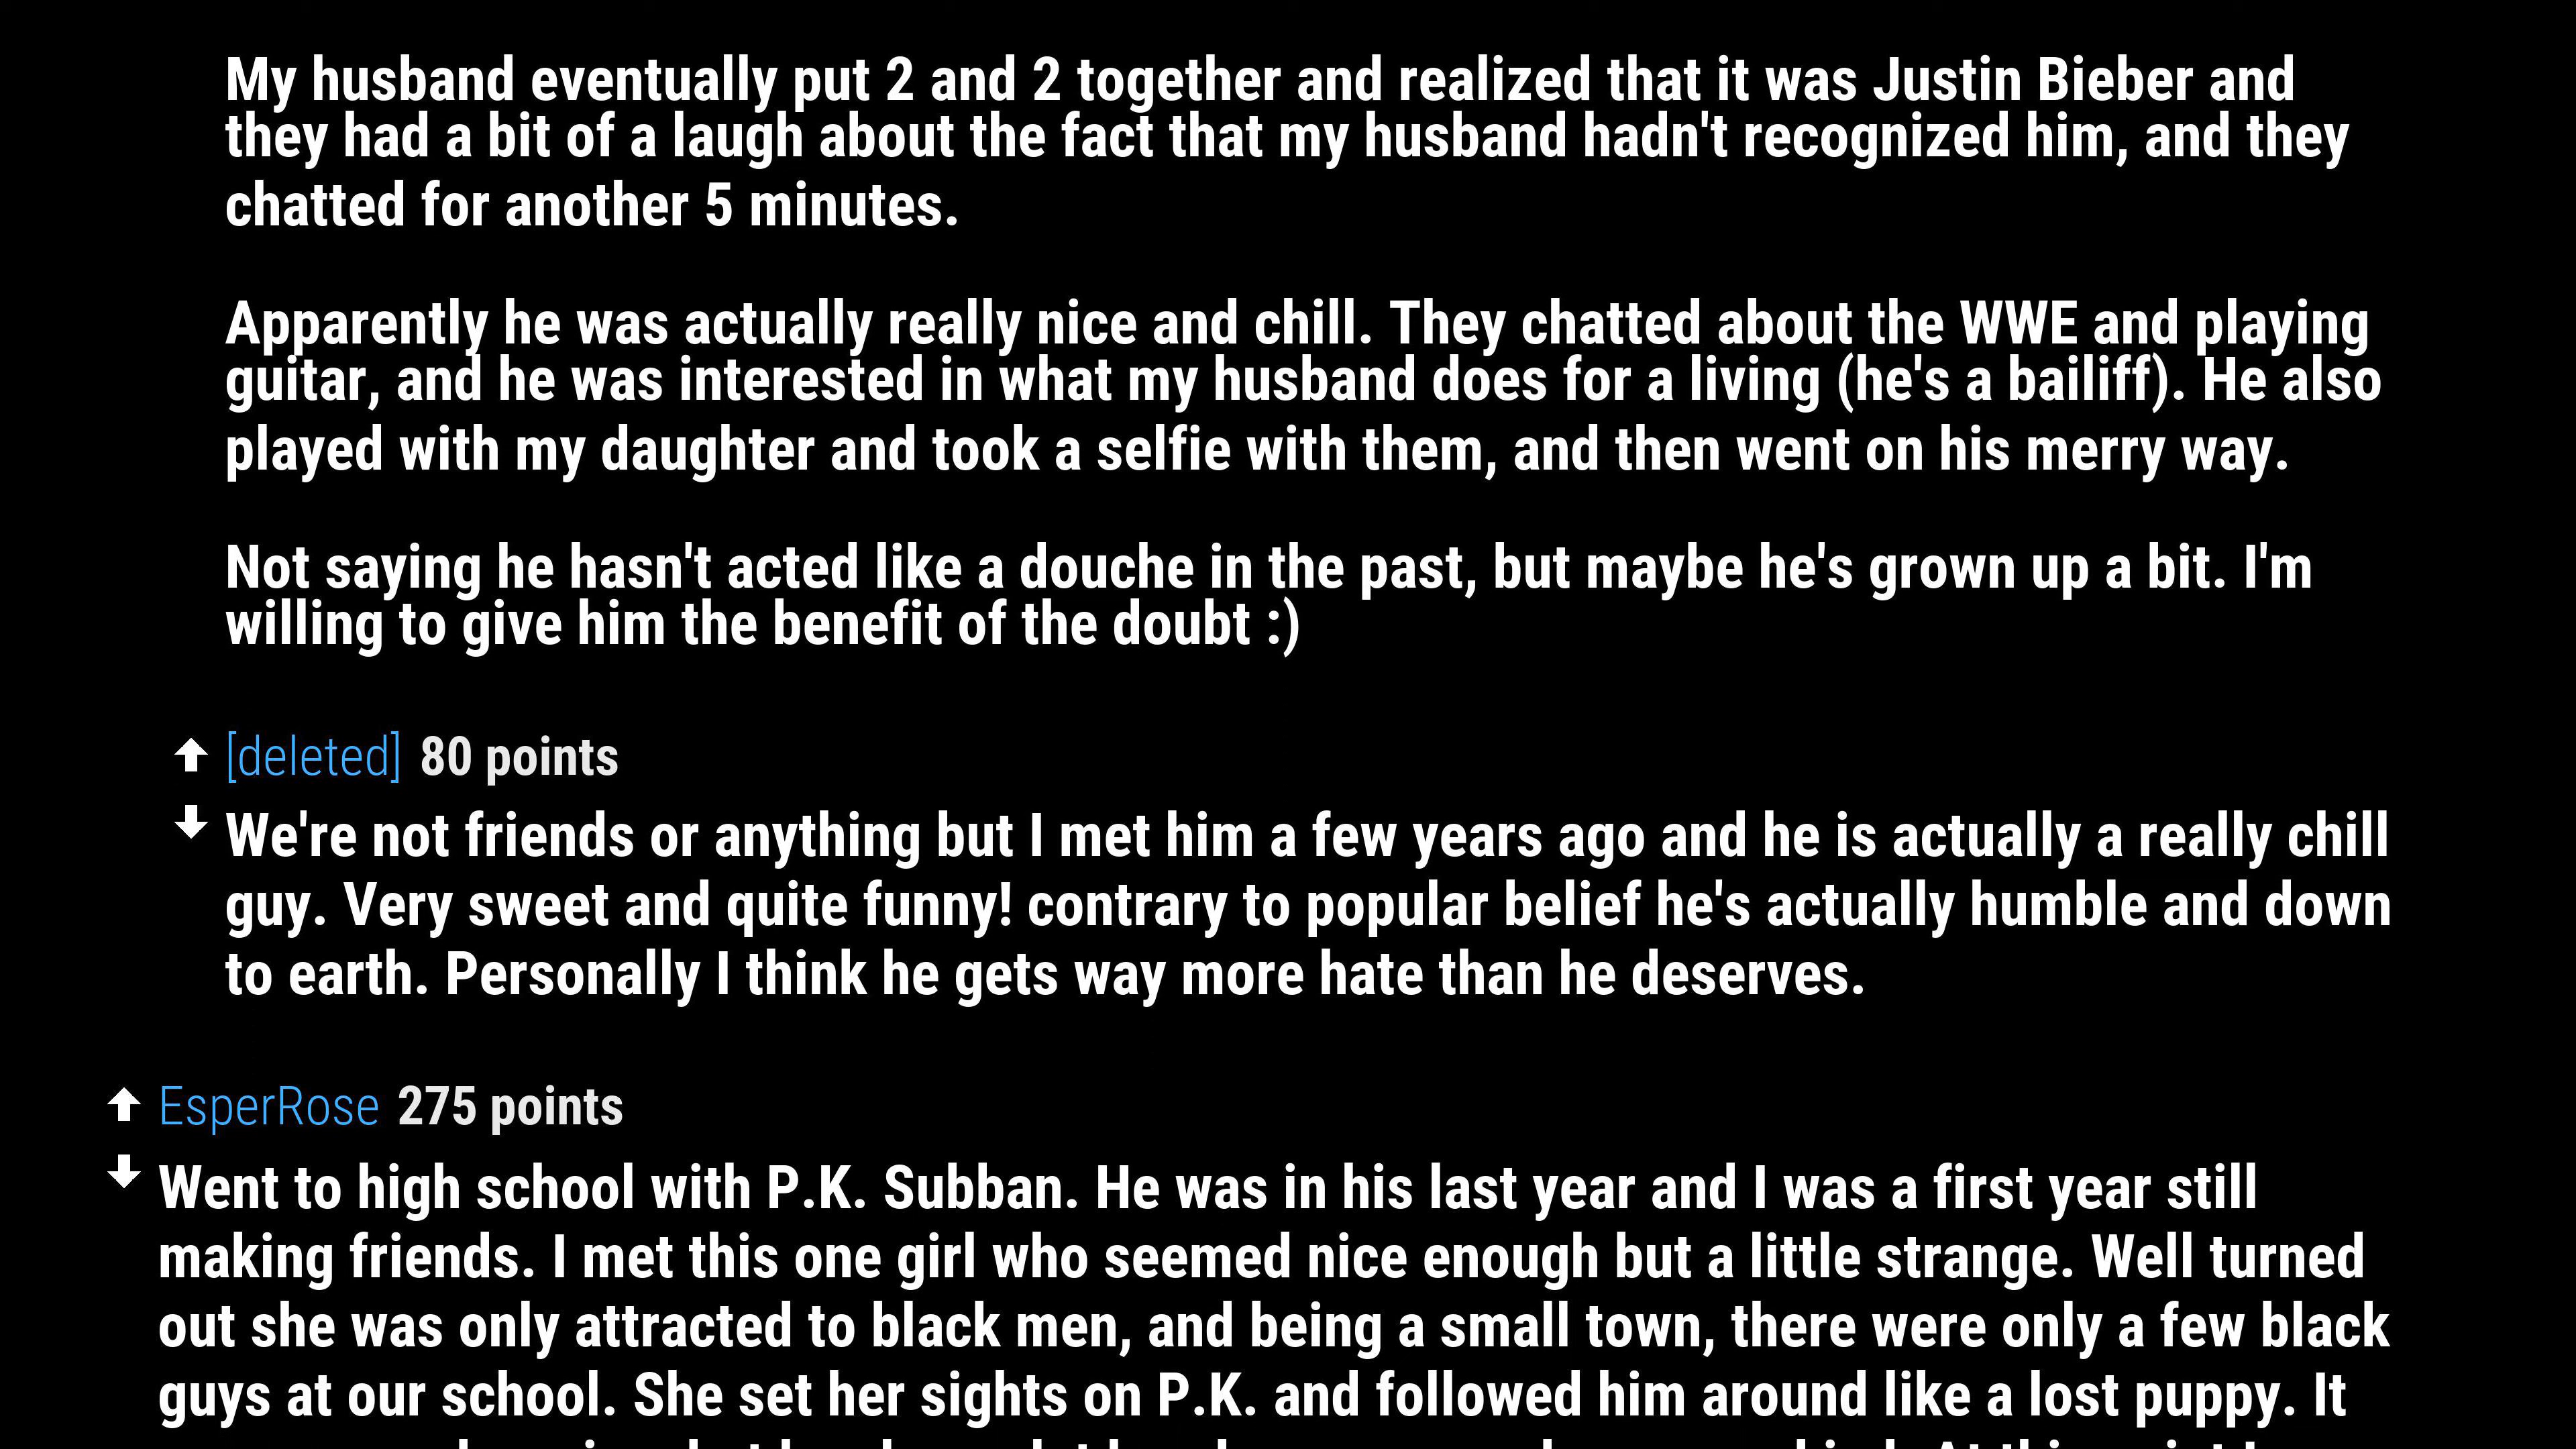 My husband eventually put 2 and 2 together and realized that it was Justin Bieber and
they had a bit of a laugh about the fact that my husband hadn't recognized him, and they
chatted for another 5 minutes.
Apparently he was actually really nice and chill. They chatted about the WWE and playing
guitar, and he was interested in what my husband does for a living (he's a bailiff). He also
played with my daughter and took a selfie with them, and then went on his merry way.
Not saying he hasn't acted like a douche in the past, but maybe he's grown up a bit. I'm
willing to give him the benefit of the doubt :)
[deleted] 80 points
We're not friends or anything but I met him a few years ago and he is actually a really chill
guy. Very sweet and quite funny! contrary to popular belief he's actually humble and down
to earth. Personally I think he gets way more hate than he deserves.
EsperRose 275 points
Went to high school with P.K. Subban. He was in his last year and I was a first year still
making friends. I met this one girl who seemed nice enough but a little strange. Well turned
out she was only attracted to black men, and being a small town, there were only a few black
guys at our school. She set her sights on P.K. and followed him around like a lost puppy. It